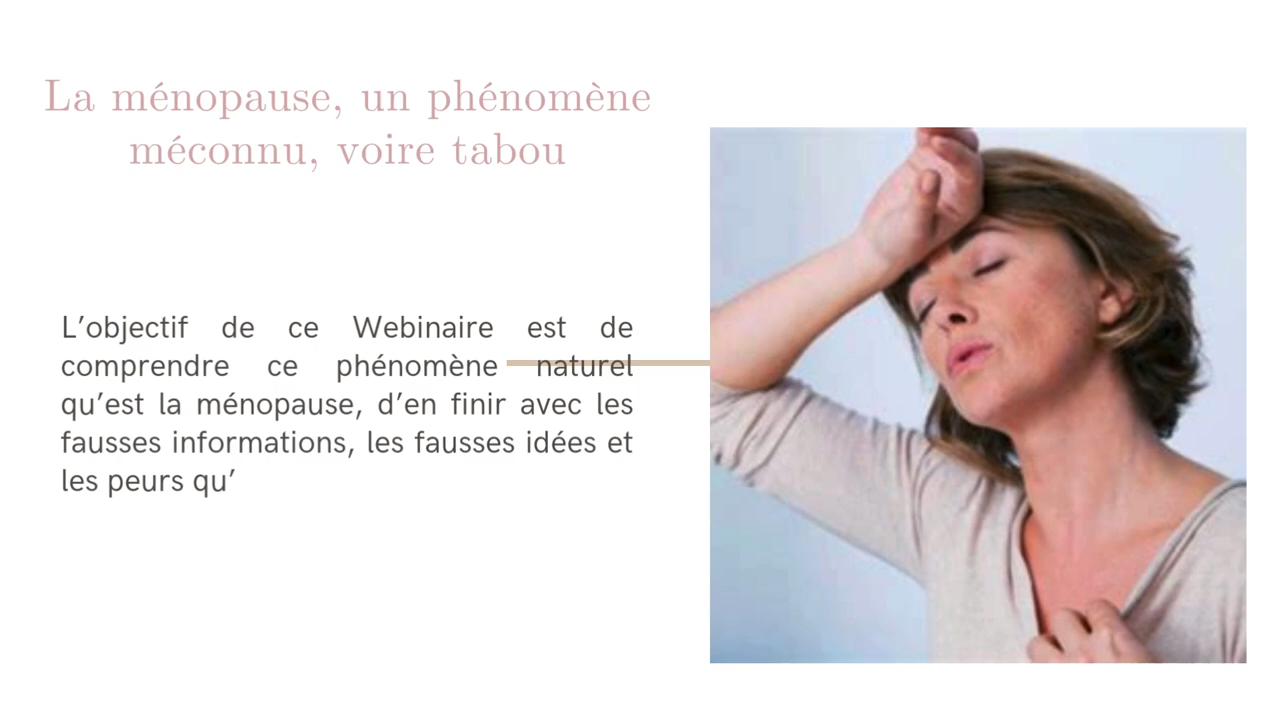 La ménopause, un phénomène
méconnu, voire tabou
L’objectif de ce Webinaire est de
comprendre ce phénomène naturel
qu’est la ménopause, d’en finir avec les
fausses informations, les fausses idées et
les peurs qu’